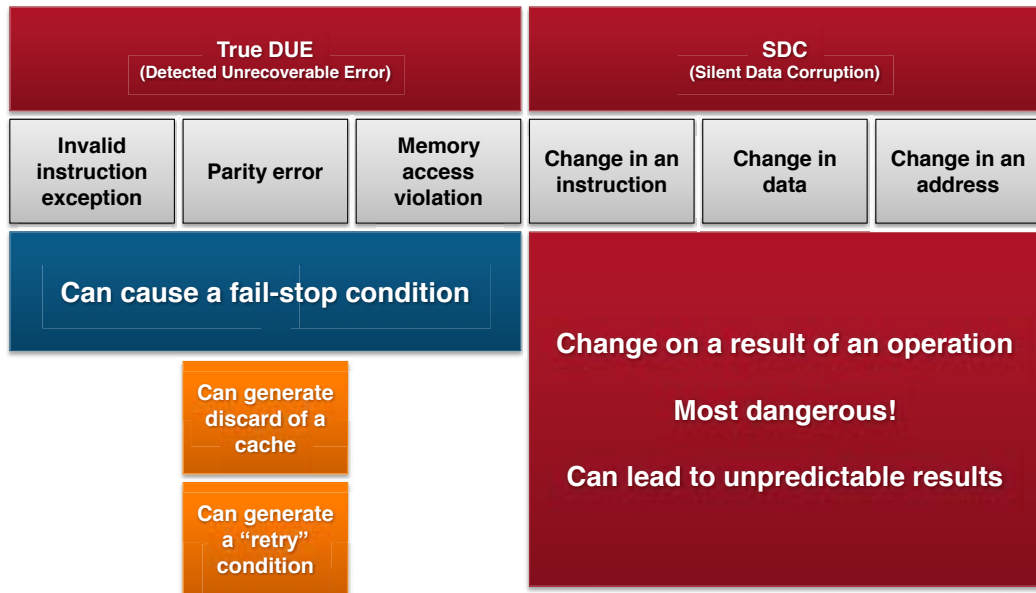 True DUE
(Detected Unrecoverable Error)
SDC
(Silent Data Corruption)
Invalid
instruction
exception
Parity error
Memory
access
violation
Change in an
instruction
Change in
data
Change in an
address
Can cause a fail-stop condition
Can generate
discard of a
cache
Can generate
a “retry”
condition
Change on a result of an operation
Most dangerous!
Can lead to unpredictable results